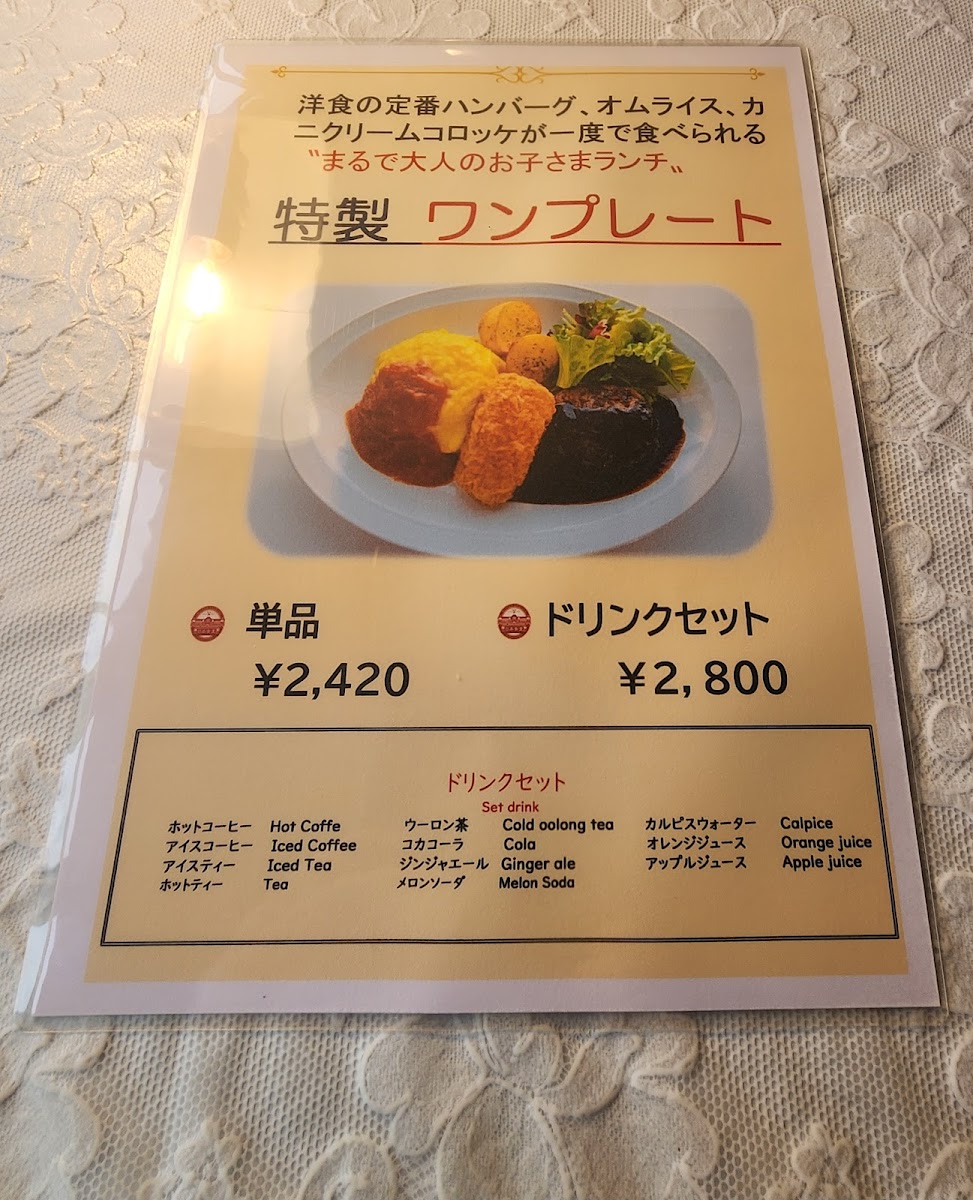 洋食の定番ハンバーグ、オムライス、カ
ニクリームコロッケが一度で食べられる
〝まるで大人のお子さまランチ〟
特製 ワンプレート
単品 ドリンクセット
¥2,420 ¥2,800
ドリンクセット
Set drink
ホットコーヒー Hot Coffe ウーロン茶 Cold oolong tea カルピスウォーター Calpice
アイスコーヒー Iced Coffee コカコーラ Cola オレンジジュース Orange juice
アイスティー Iced Tea ジンジャエール Ginger ale アップルジュース Apple juice
ホットティー Tea メロンソーダ Melon Soda